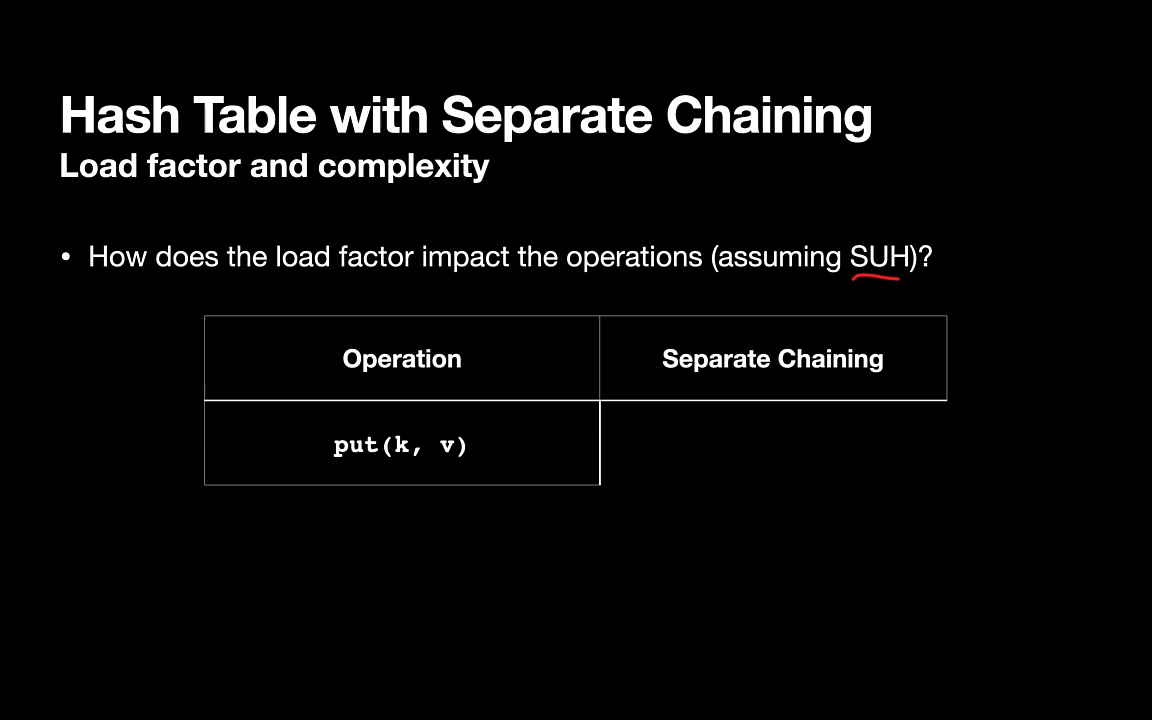 Hash Table with Separate Chaining
Load factor and complexity
• How does the load factor impact the operations (assuming SUH)?
Operation
Separate Chaining
put(k, v)